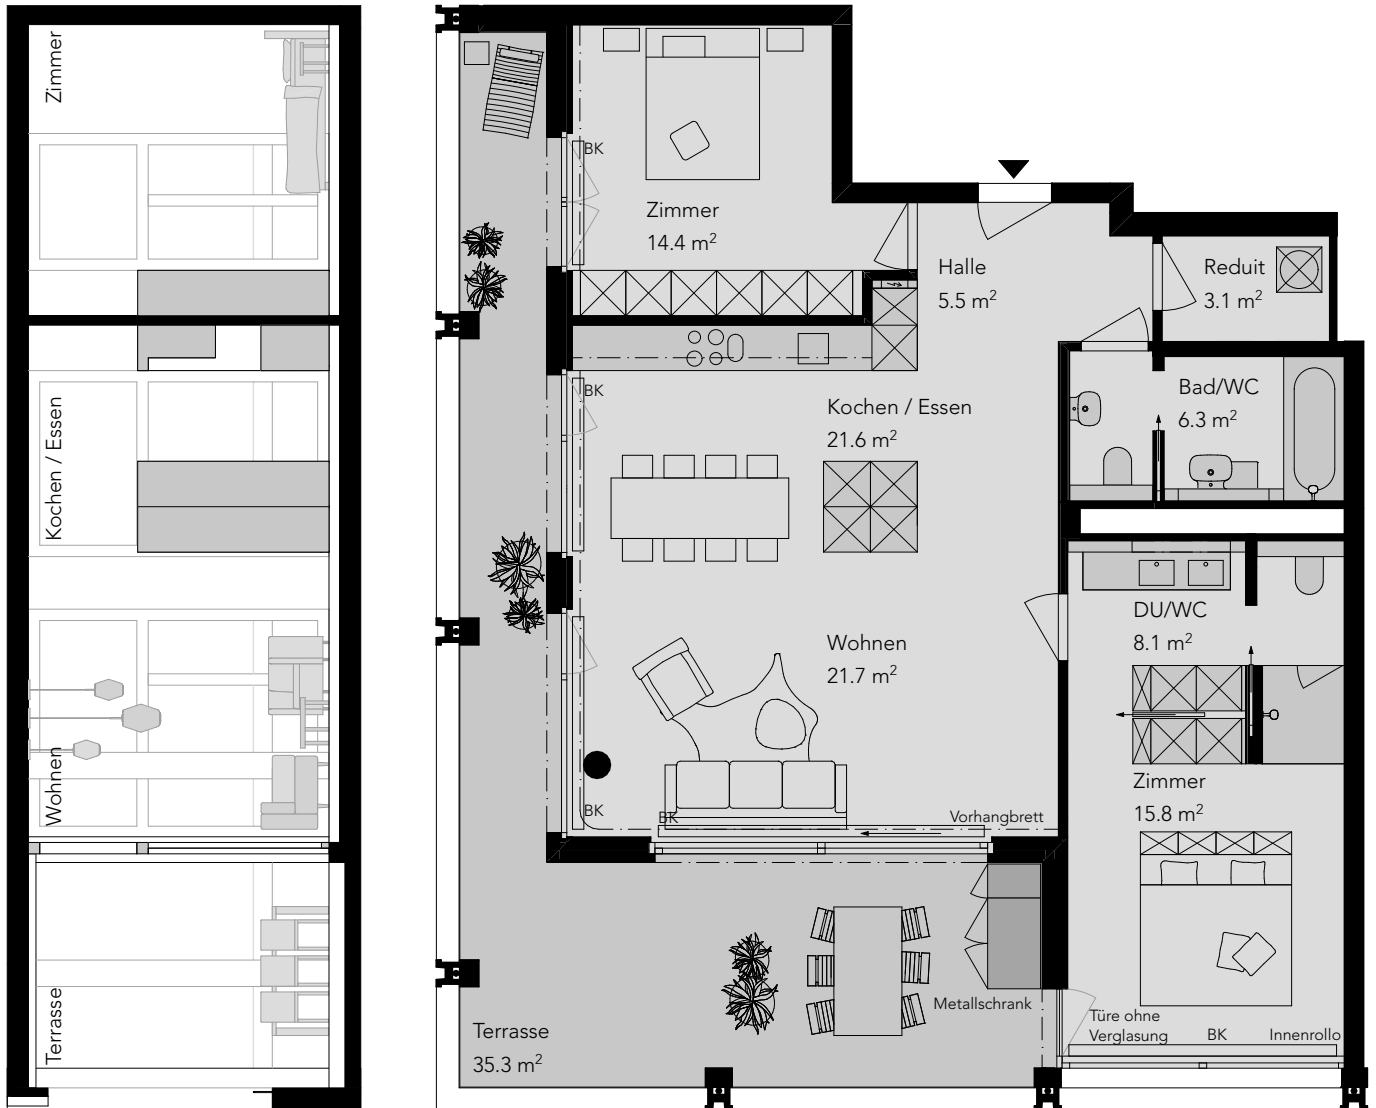 Zimmer
Kochen / Essen
Wohnen
Terrasse
BK
Zimmer
14.4 m²
Halle
5.5 m²
Reduit
3.1 m²
BK
Kochen / Essen
21.6 m²
Bad/WC
6.3 m²
DU/WC
8.1 m²
Wohnen
21.7 m²
Zimmer
15.8 m²
BK
BK
Vorhangbrett
Metallschrank
Terrasse
35.3 m²
Türe ohne
Verglasung
BK
Innenrollo